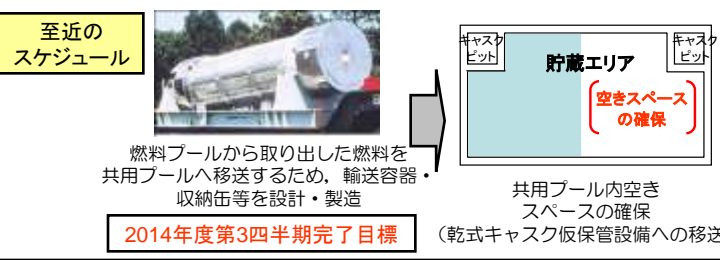 至近の
スケジュール
燃料プールから取り出した燃料を
共用プールへ移送するため，輸送容器・
収納缶等を設計・製造
2014年度第3四半期完了目標
キャスク
ピット
貯蔵エリア
キャスク
ピット
空きスペース
の確保
共用プール内空き
スペースの確保
（乾式キャスク仮保管設備への移送